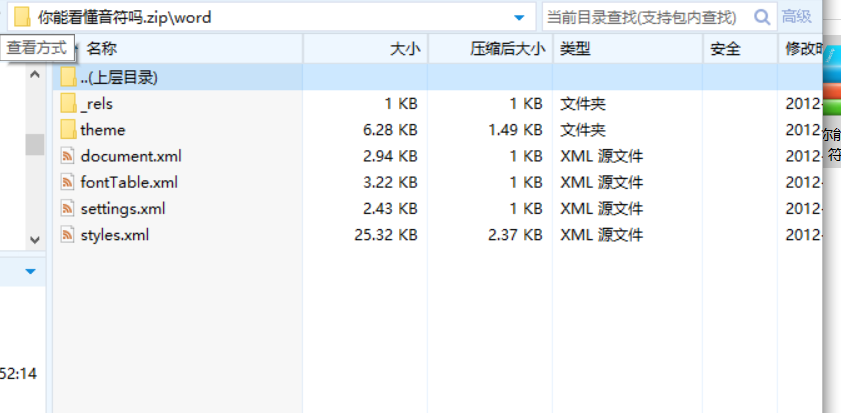 你能看懂音符吗.zip\word 当前目录查找(支持包内查找) 高级
查看方式 名称 大小 压缩后大小 类型 安全 修改时
..(上层目录)
_rels 1 KB 1 KB 文件夹 2012-
theme 6.28 KB 1.49 KB 文件夹 2012-
document.xml 2.94 KB 1 KB XML 源文件 2012-
fontTable.xml 3.22 KB 1 KB XML 源文件 2012-
settings.xml 2.43 KB 1 KB XML 源文件 2012-
styles.xml 25.32 KB 2.37 KB XML 源文件 2012-
你能
符
52:14